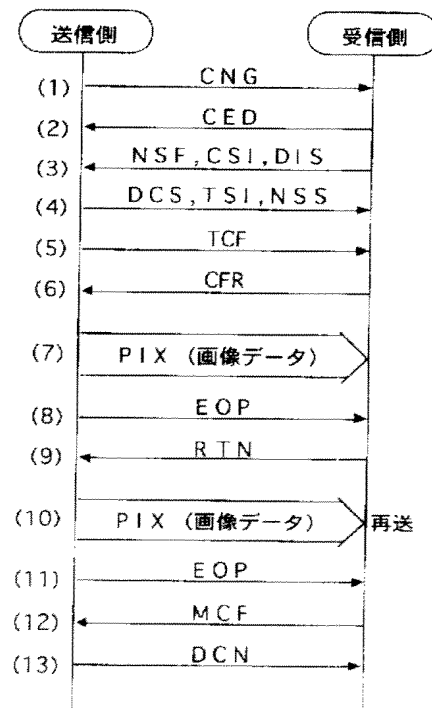 送信側 受信側
(1) CNG
(2) CED
(3) NSF,CSI,DIS
(4) DCS,TSI,NSS
(5) TCF
(6) CFR
(7) PIX (画像データ)
(8) EOP
(9) RTN
(10) PIX (画像データ) 再送
(11) EOP
(12) MCF
(13) DCN